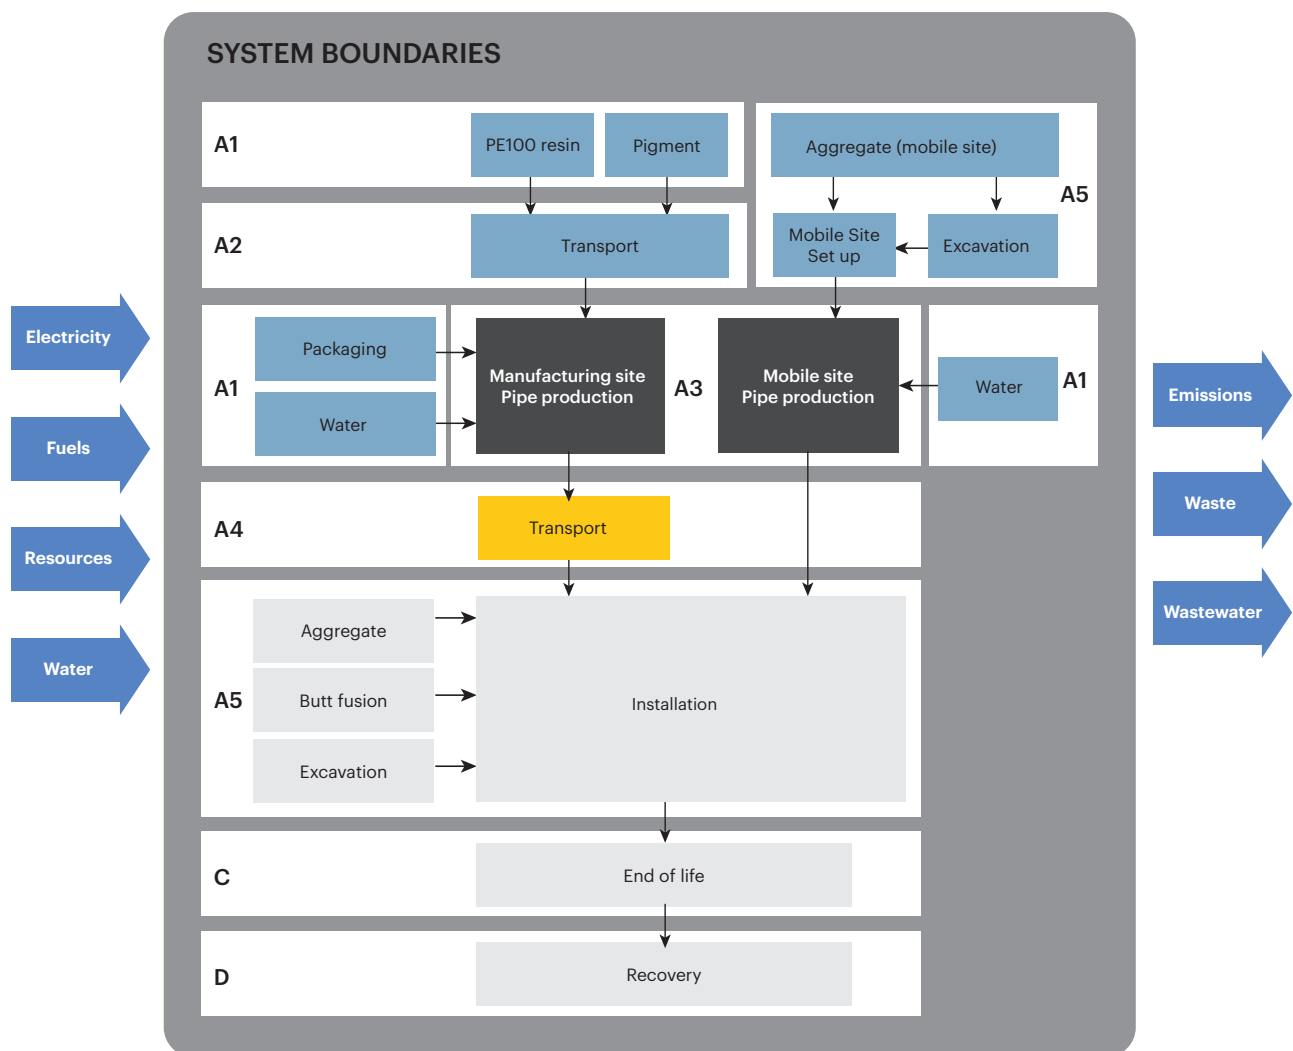 SYSTEM BOUNDARIES
A1
PE100 resin
Pigment
Aggregate (mobile site)
A5
A2
Transport
Mobile Site
Set up
Excavation
Electricity
Fuels
Resources
Water
A1
Packaging
Water
Manufacturing site
Pipe production
A3
Mobile site
Pipe production
Water
A1
Emissions
Waste
Wastewater
A4
Transport
A5
Aggregate
Butt fusion
Excavation
Installation
C
End of life
D
Recovery